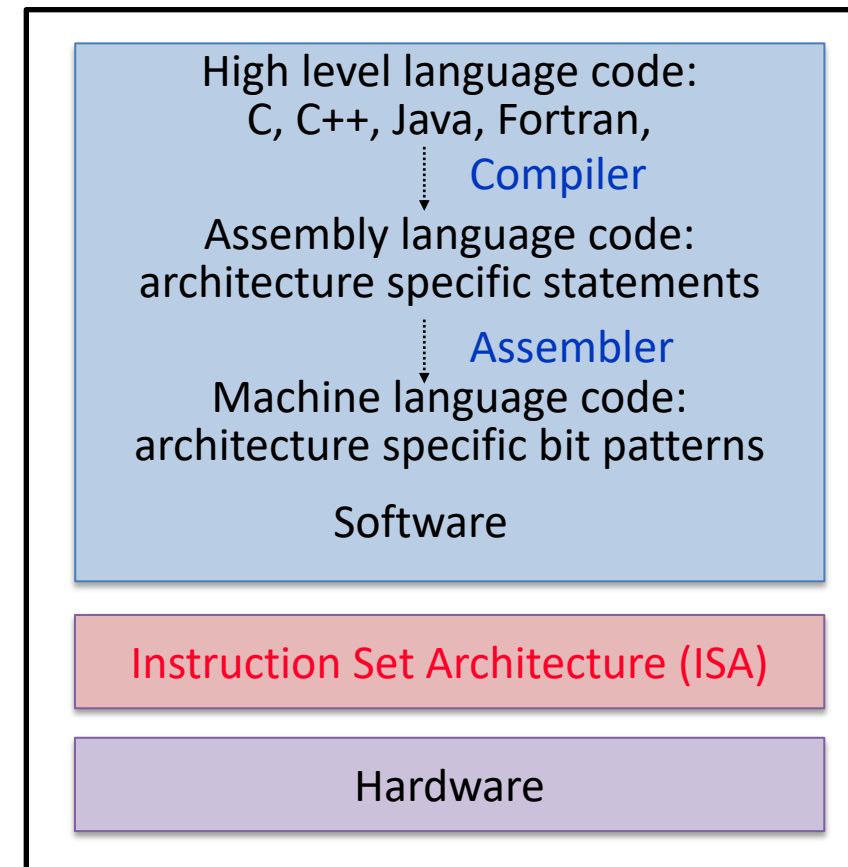 High level language code:
C, C++, Java, Fortran,
Compiler
Assembly language code:
architecture specific statements
Assembler
Machine language code:
architecture specific bit patterns
Software
Instruction Set Architecture (ISA)
Hardware